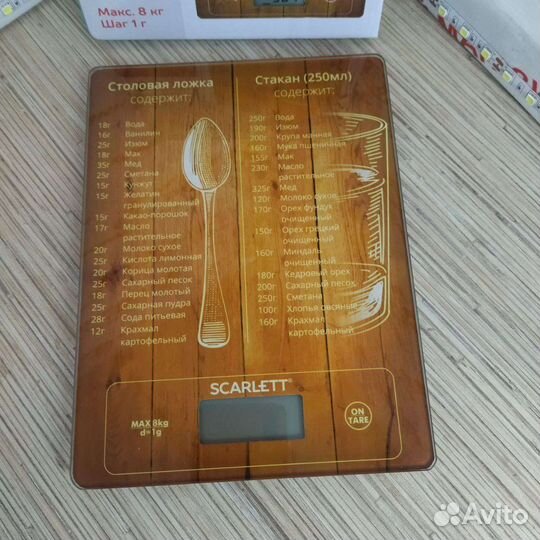 Макс. 8 кг
Шаг 1 г
Столовая ложка
содержит:
18г Вода
16г Ванилин
25г Изюм
18г Мак
35г Мед
25г Сметана
15г Кунжут
15г Желатин
гранулированный
15г Какао-порошок
17г Масло
растительное
20г Молоко сухое
25г Кислота лимонная
20г Корица молотая
25г Сахарный песок
18г Перец молотый
25г Сахарная пудра
28г Сода питьевая
12г Крахмал
картофельный
Стакан (250мл)
содержит:
250г Вода
190г Изюм
200г Крупа манная
160г Мука пшеничная
155г Мак
230г Масло
растительное
325г Мед
120г Молоко сухое
170г Орех фундук
очищенный
150г Орех грецкий
очищенный
160г Миндаль
очищенный
180г Кедровый орех
200г Сахарный песок
250г Сметана
100г Хлопья овсяные
160г Крахмал
картофельный
SCARLETT
MAX 8kg
d=1g
ON
TARE
Avito